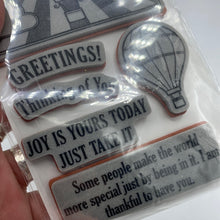 GREETINGS!
Thinking of You
JOY IS YOURS TODAY
JUST TAKE IT
Some people make the world
more special just by being in it. I am
thankful to have you.